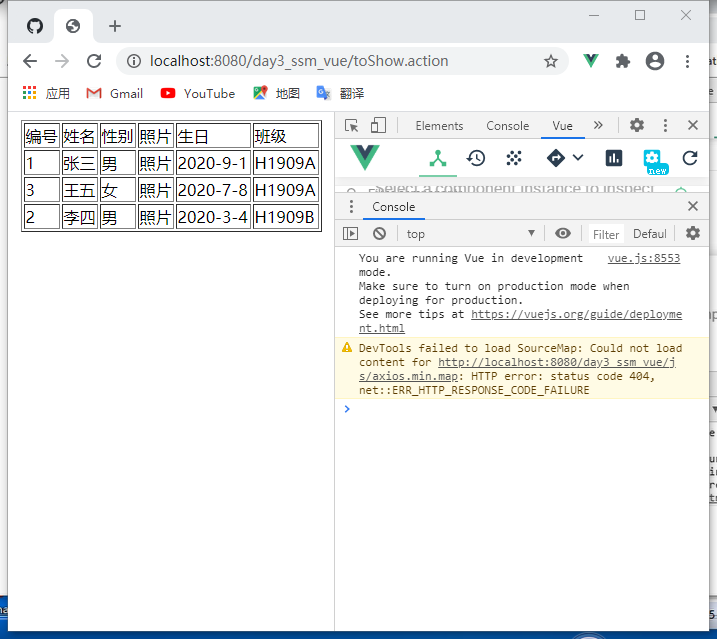 localhost:8080/day3_ssm_vue/toShow.action
应用 Gmail YouTube 地图 翻译
编号 姓名 性别 照片 生日 班级
1 张三 男 照片 2020-9-1 H1909A
3 王五 女 照片 2020-7-8 H1909A
2 李四 男 照片 2020-3-4 H1909B
Elements Console Vue
new
Select a component instance to inspect
Console
top Filter Defaul
You are running Vue in development vue.js:8553
mode.
Make sure to turn on production mode when
deploying for production.
See more tips at https://vuejs.org/guide/deployme
nt.html
DevTools failed to load SourceMap: Could not load
content for http://localhost:8080/day3_ssm_vue/j
s/axios.min.map: HTTP error: status code 404,
net::ERR_HTTP_RESPONSE_CODE_FAILURE